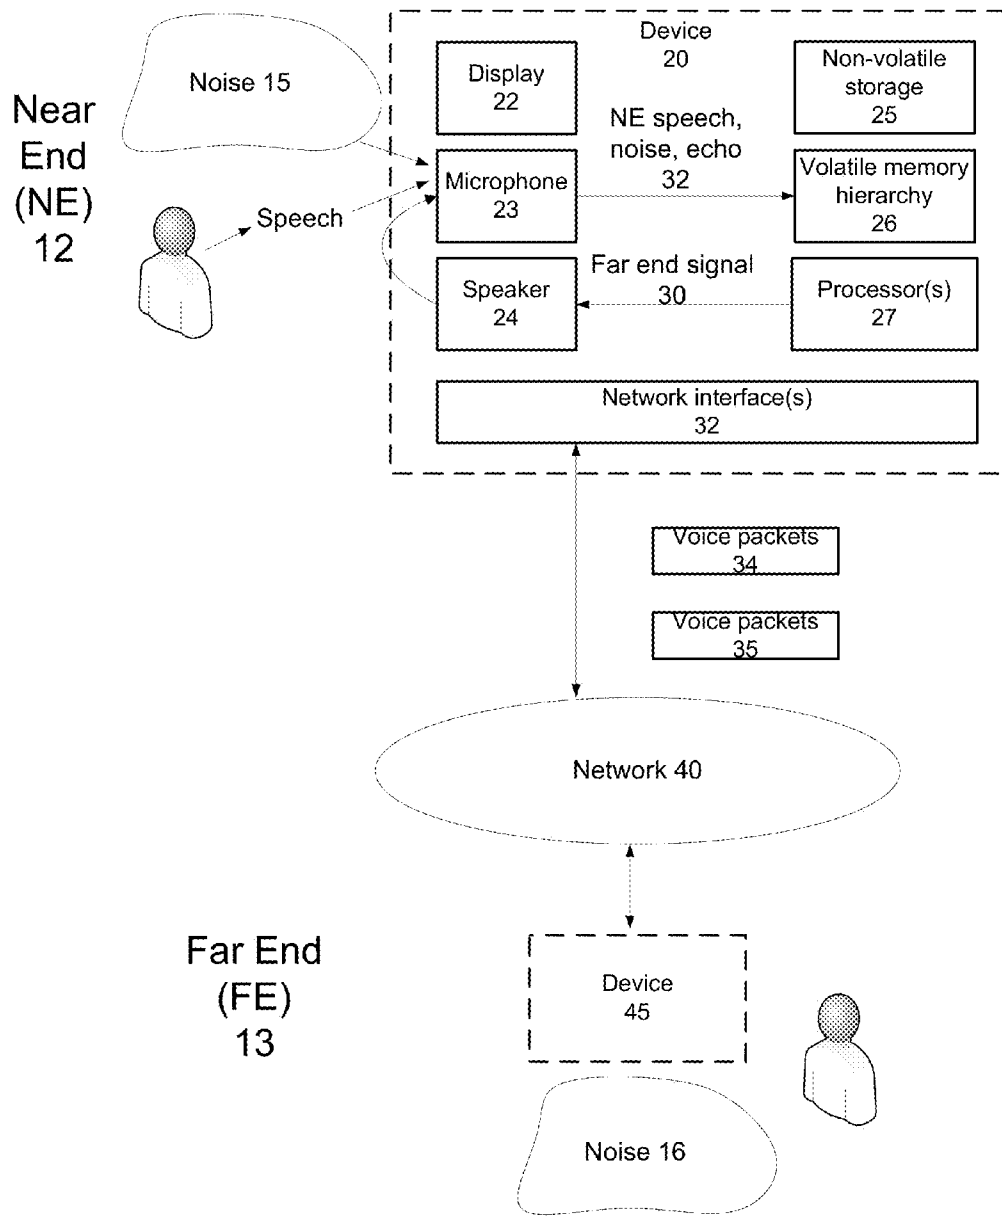 Near
End
(NE)
12
Noise 15
Speech
Device
20
Display
22
Non-volatile
storage
25
NE speech,
noise, echo
32
Microphone
23
Volatile memory
hierarchy
26
Far end signal
30
Speaker
24
Processor(s)
27
Network interface(s)
32
Voice packets
34
Voice packets
35
Network 40
Far End
(FE)
13
Device
45
Noise 16